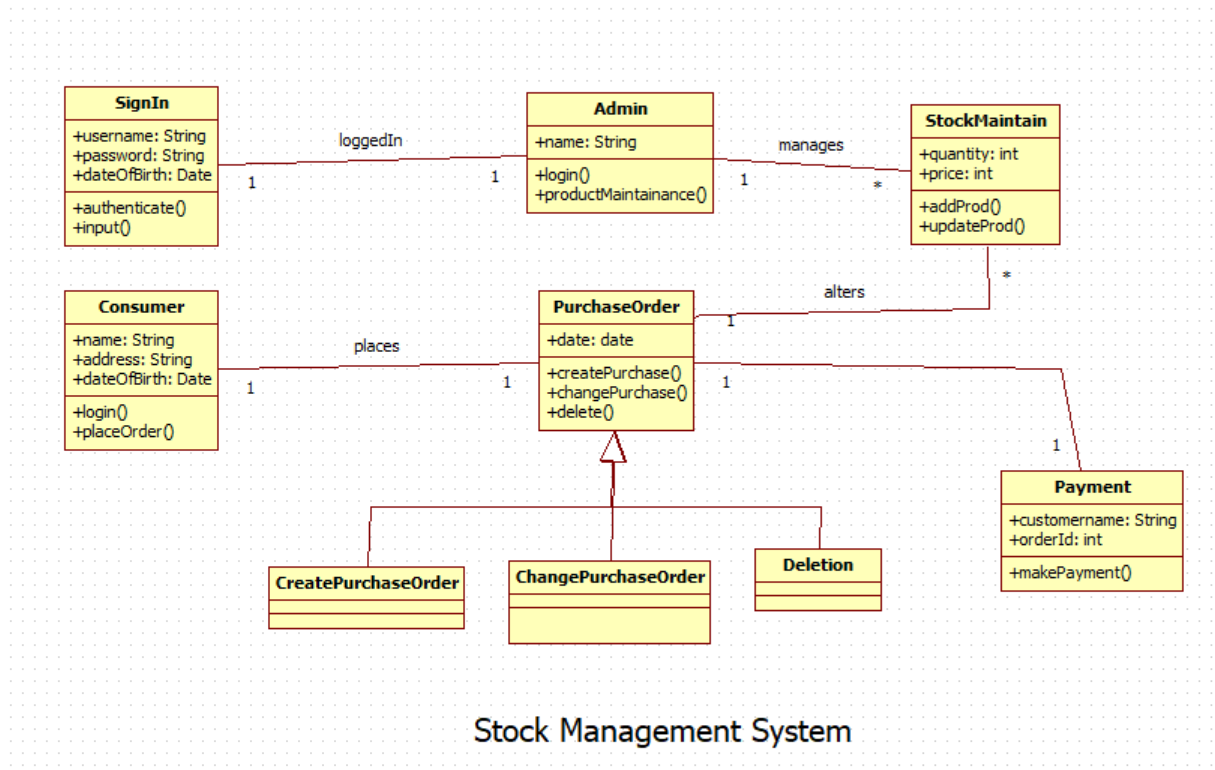 SignIn
+username: String
+password: String
+dateOfBirth: Date
+authenticate()
+input()
loggedIn
1
1
Admin
+name: String
+login()
+productMaintainance()
manages
1
*
StockMaintain
+quantity: int
+price: int
+addProd()
+updateProd()
*
alters
1
Consumer
+name: String
+address: String
+dateOfBirth: Date
+login()
+placeOrder()
places
1
1
PurchaseOrder
+date: date
+createPurchase()
+changePurchase()
+delete()
1
1
Payment
+customername: String
+orderId: int
+makePayment()
CreatePurchaseOrder
ChangePurchaseOrder
Deletion
Stock Management System